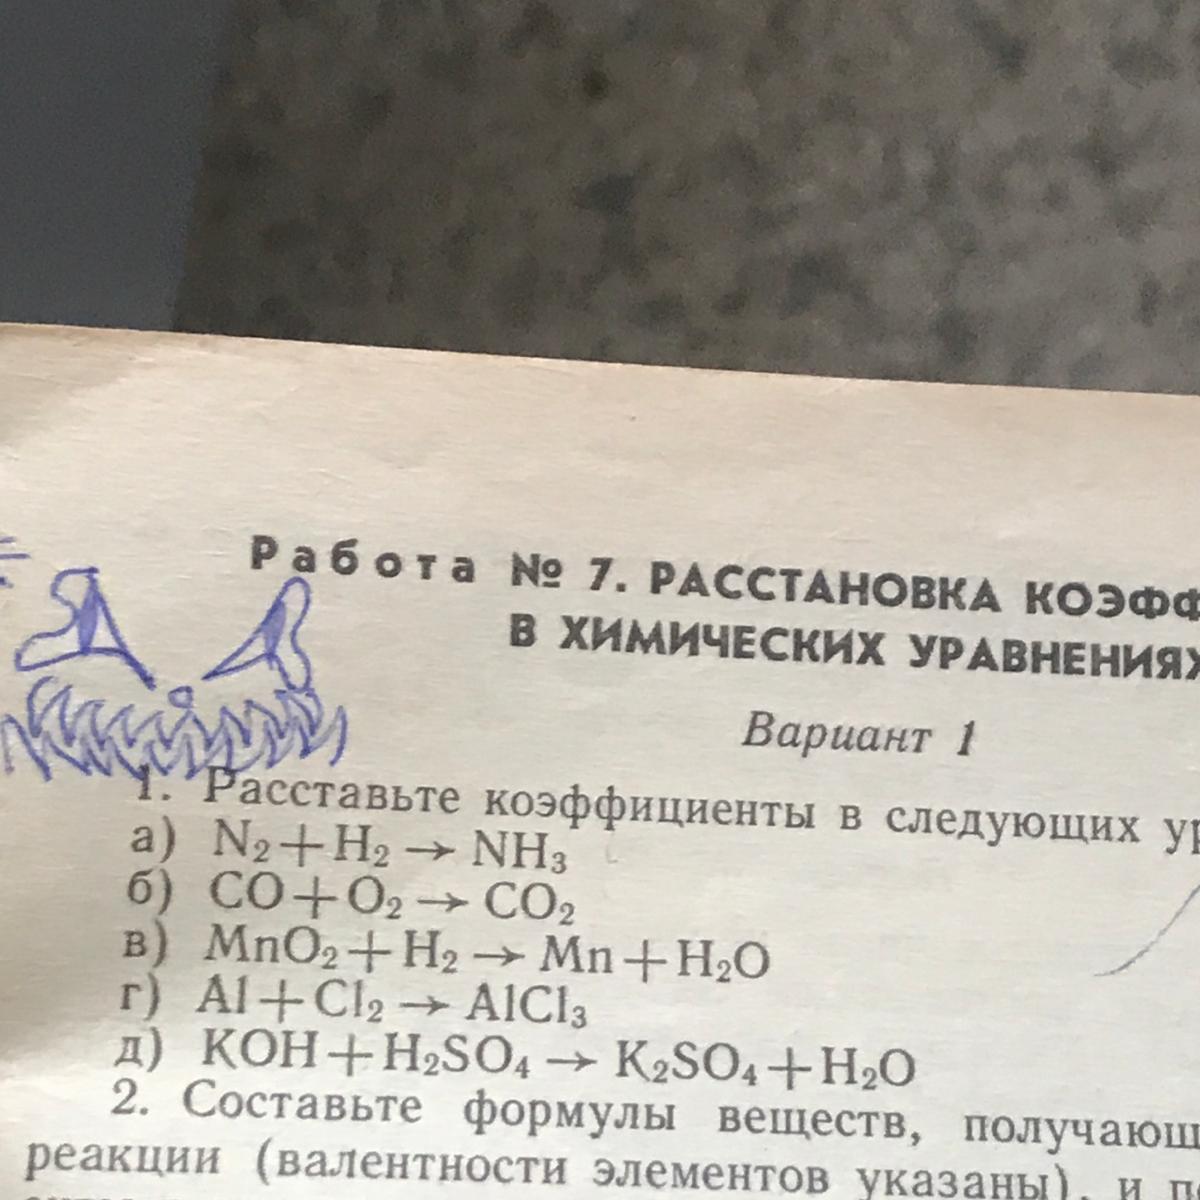 Работа № 7. РАССТАНОВКА
В ХИМИЧЕСКИХ УРАВНЕНИЯХ
Вариант 1
1. Расставьте коэффициенты в следующих
а) N₂+H₂→NH₃
б) CO+O₂→CO₂
в) MnO₂+H₂→Mn+H₂O
г) Al+Cl₂→AlCl₃
д) KOH+H₂SO₄→K₂SO₄+H₂O
2. Составьте формулы веществ,
реакции (валентности элементов указаны), и